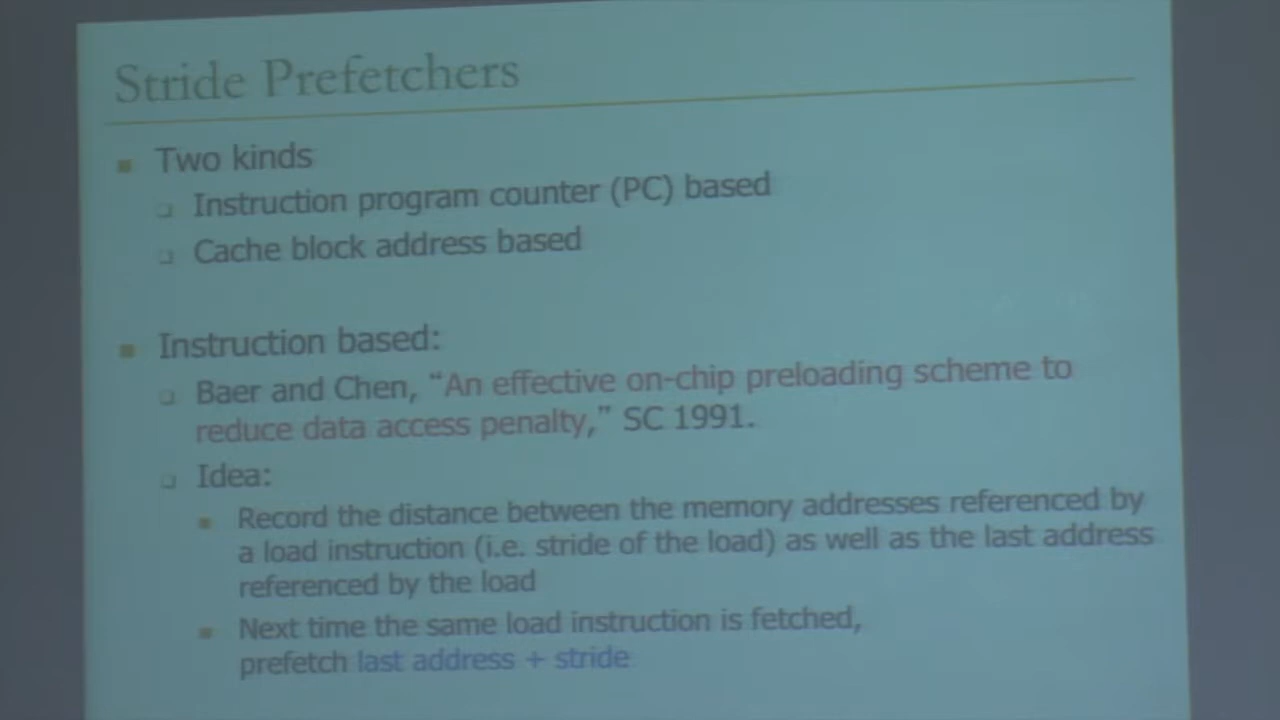 Stride Prefetchers
Two kinds
Instruction program counter (PC) based
Cache block address based
Instruction based:
Baer and Chen, “An effective on-chip preloading scheme to
reduce data access penalty,” SC 1991.
Idea:
Record the distance between the memory addresses referenced by
a load instruction (i.e. stride of the load) as well as the last address
referenced by the load
Next time the same load instruction is fetched,
prefetch last address + stride